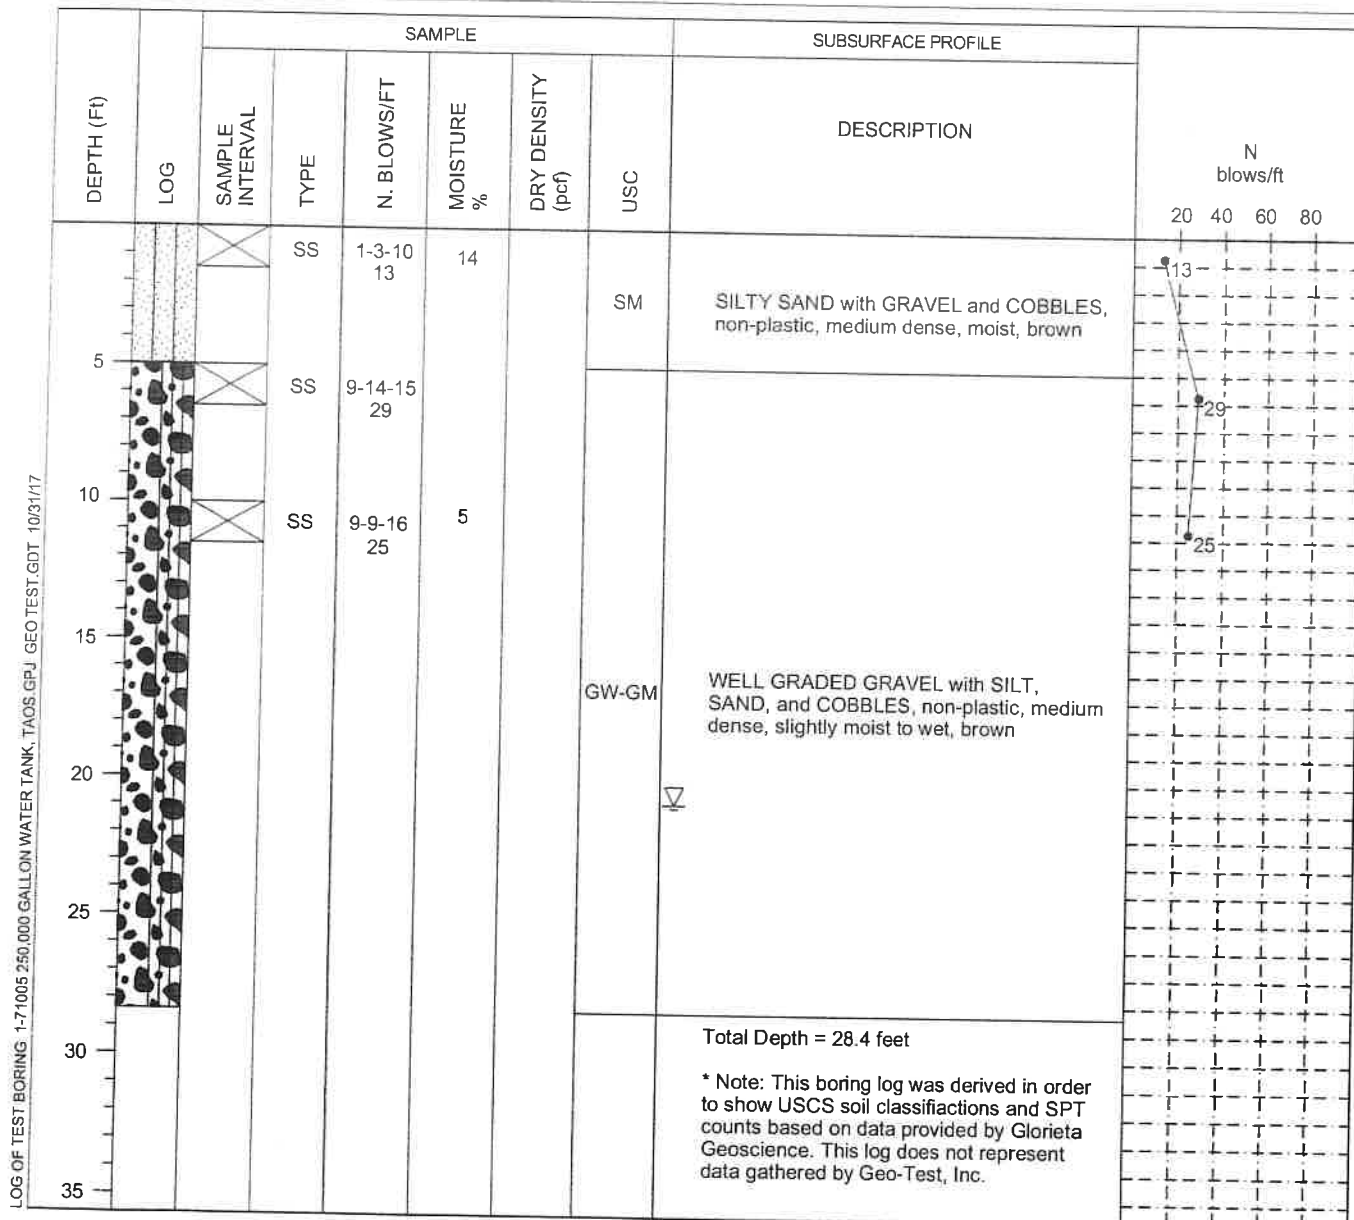 SAMPLE
SUBSURFACE PROFILE
DEPTH (Ft)
LOG
SAMPLE
INTERVAL
TYPE
N. BLOWS/FT
MOISTURE
%
DRY DENSITY
(pcf)
USC
DESCRIPTION
N
blows/ft
20 40 60 80
SS
1-3-10
13
14
SM
SILTY SAND with GRAVEL and COBBLES,
non-plastic, medium dense, moist, brown
13
5
SS
9-14-15
29
29
10
SS
9-9-16
25
5
25
15
GW-GM
WELL GRADED GRAVEL with SILT,
SAND, and COBBLES, non-plastic, medium
dense, slightly moist to wet, brown
20
25
30
Total Depth = 28.4 feet
* Note: This boring log was derived in order
to show USCS soil classifiactions and SPT
counts based on data provided by Glorieta
Geoscience. This log does not represent
data gathered by Geo-Test, Inc.
35
LOG OF TEST BORING 1-71005 250,000 GALLON WATER TANK, TAOS.GPJ GEO TEST.GDT 10/31/17